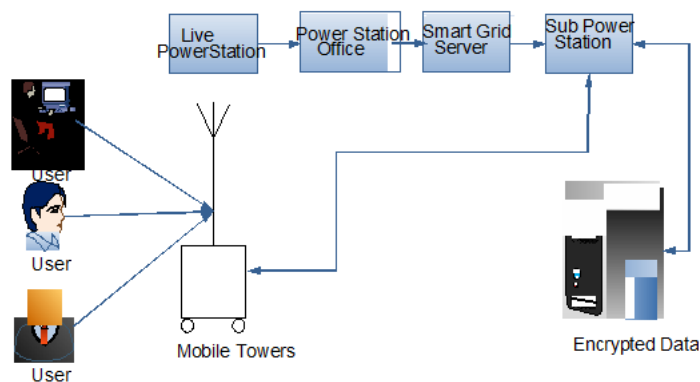 Live
PowerStation
Power Station
Office
Smart Grid
Server
Sub Power
Station
User
User
User
Mobile Towers
Encrypted Data